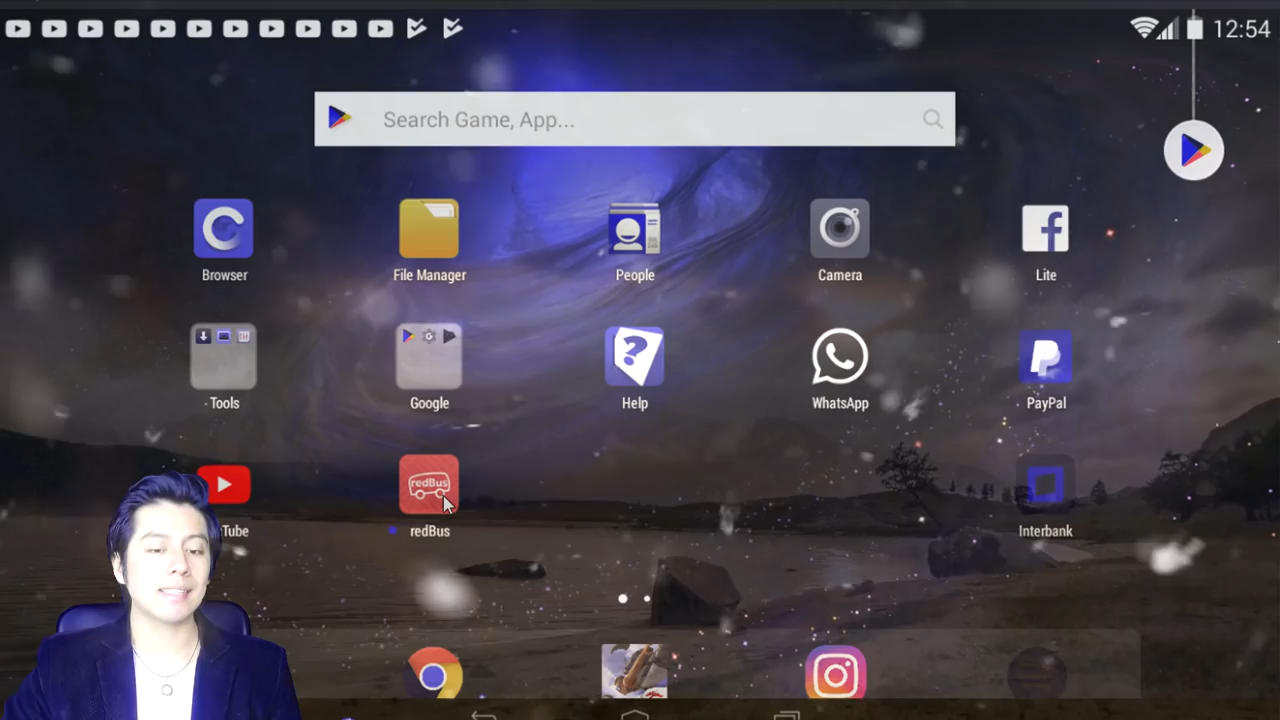 12:54
Search Game, App...
Browser
File Manager
People
Camera
Lite
Tools
Google
Help
WhatsApp
PayPal
Tube
redBus
redBus
Interbank